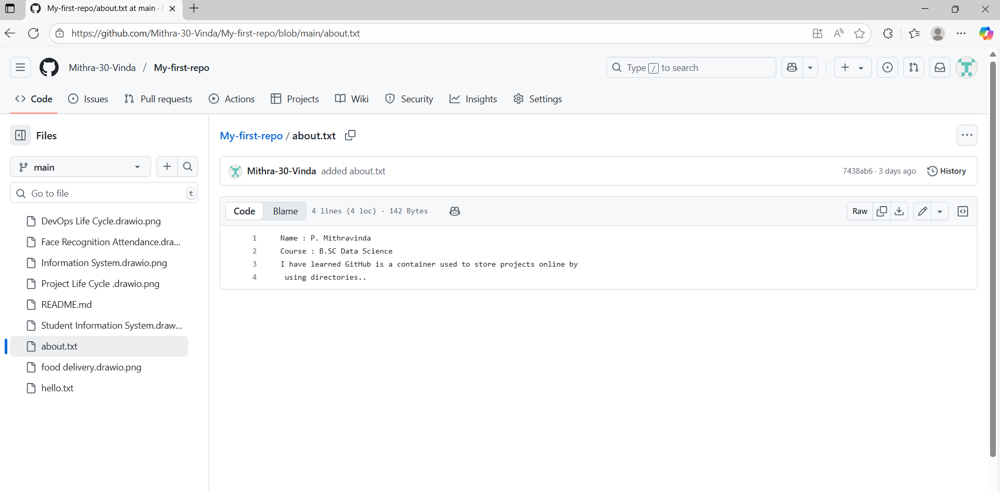 My-first-repo/about.txt at main ·
https://github.com/Mithra-30-Vinda/My-first-repo/blob/main/about.txt
Mithra-30-Vinda / My-first-repo
Type / to search
Code Issues Pull requests Actions Projects Wiki Security Insights Settings
Files
main
Go to file
t
DevOps Life Cycle.drawio.png
Face Recognition Attendance.dra...
Information System.drawio.png
Project Life Cycle .drawio.png
README.md
Student Information System.draw...
about.txt
food delivery.drawio.png
hello.txt
My-first-repo / about.txt
Mithra-30-Vinda added about.txt
7438ab6 · 3 days ago
History
Code Blame 4 lines (4 loc) · 142 Bytes
Raw
1 Name : P. Mithravinda
2 Course : B.SC Data Science
3 I have learned GitHub is a container used to store projects online by
4 using directories..